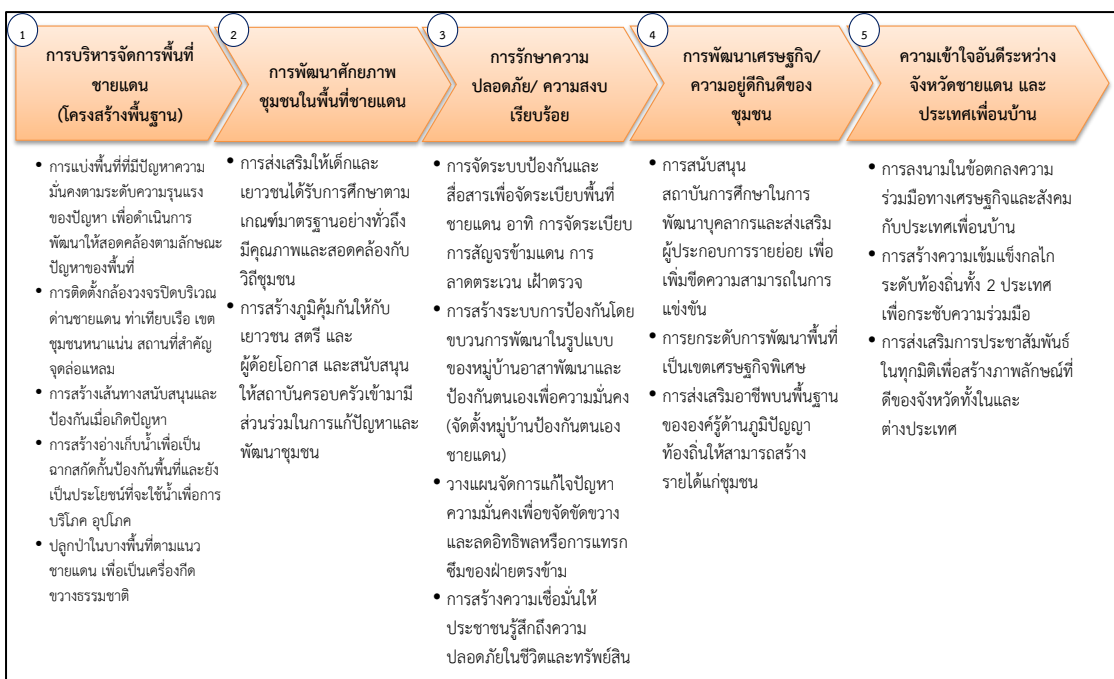 1
การบริหารจัดการพื้นที่
ชายแดน
(โครงสร้างพื้นฐาน)
• การแบ่งพื้นที่ที่มีปัญหาความ
มั่นคงตามระดับความรุนแรง
ของปัญหา เพื่อดำเนินการ
พัฒนาให้สอดคล้องตามลักษณะ
ปัญหาของพื้นที่
• การติดตั้งกล้องวงจรปิดบริเวณ
ด่านชายแดน ท่าเทียบเรือ เขต
ชุมชนหนาแน่น สถานที่สำคัญ
จุดล่อแหลม
• การสร้างเส้นทางสนับสนุนและ
ป้องกันเมื่อเกิดปัญหา
• การสร้างอ่างเก็บน้ำเพื่อเป็น
ฉากสกัดกั้นป้องกันพื้นที่และยัง
เป็นประโยชน์ที่จะใช้น้ำเพื่อการ
บริโภค อุปโภค
• ปลูกป่าในบางพื้นที่ตามแนว
ชายแดน เพื่อเป็นเครื่องกีด
ขวางธรรมชาติ
2
การพัฒนาศักยภาพ
ชุมชนในพื้นที่ชายแดน
• การส่งเสริมให้เด็กและ
เยาวชนได้รับการศึกษาตาม
เกณฑ์มาตรฐานอย่างทั่วถึง
มีคุณภาพและสอดคล้องกับ
วิถีชุมชน
• การสร้างภูมิคุ้มกันให้กับ
เยาวชน สตรี และ
ผู้ด้อยโอกาส และสนับสนุน
ให้สถาบันครอบครัวเข้ามามี
ส่วนร่วมในการแก้ปัญหาและ
พัฒนาชุมชน
3
การรักษาความ
ปลอดภัย/ ความสงบ
เรียบร้อย
• การจัดระบบป้องกันและ
สื่อสารเพื่อจัดระเบียบพื้นที่
ชายแดน อาทิ การจัดระเบียบ
การสัญจรข้ามแดน การ
ลาดตระเวน เฝ้าตรวจ
• การสร้างระบบการป้องกันโดย
ขบวนการพัฒนาในรูปแบบ
ของหมู่บ้านอาสาพัฒนาและ
ป้องกันตนเองเพื่อความมั่นคง
(จัดตั้งหมู่บ้านป้องกันตนเอง
ชายแดน)
• วางแผนจัดการแก้ไจปัญหา
ความมั่นคงเพื่อขจัดขัดขวาง
และลดอิทธิพลหรือการแทรก
ซึมของฝ่ายตรงข้าม
• การสร้างความเชื่อมั่นให้
ประชาชนรู้สึกถึงความ
ปลอดภัยในชีวิตและทรัพย์สิน
4
การพัฒนาเศรษฐกิจ/
ความอยู่ดีกินดีของ
ชุมชน
• การสนับสนุน
สถาบันการศึกษาในการ
พัฒนาบุคลากรและส่งเสริม
ผู้ประกอบการรายย่อย เพื่อ
เพิ่มขีดความสามารถในการ
แข่งขัน
• การยกระดับการพัฒนาพื้นที่
เป็นเขตเศรษฐกิจพิเศษ
• การส่งเสริมอาชีพบนพื้นฐาน
ขององค์รู้ด้านภูมิปัญญา
ท้องถิ่นให้สามารถสร้าง
รายได้แก่ชุมชน
5
ความเข้าใจอันดีระหว่าง
จังหวัดชายแดน และ
ประเทศเพื่อนบ้าน
• การลงนามในข้อตกลงความ
ร่วมมือทางเศรษฐกิจและสังคม
กับประเทศเพื่อนบ้าน
• การสร้างความเข้มแข็งกลไก
ระดับท้องถิ่นทั้ง 2 ประเทศ
เพื่อกระชับความร่วมมือ
• การส่งเสริมการประชาสัมพันธ์
ในทุกมิติเพื่อสร้างภาพลักษณ์ที่
ดีของจังหวัดทั้งในและ
ต่างประเทศ